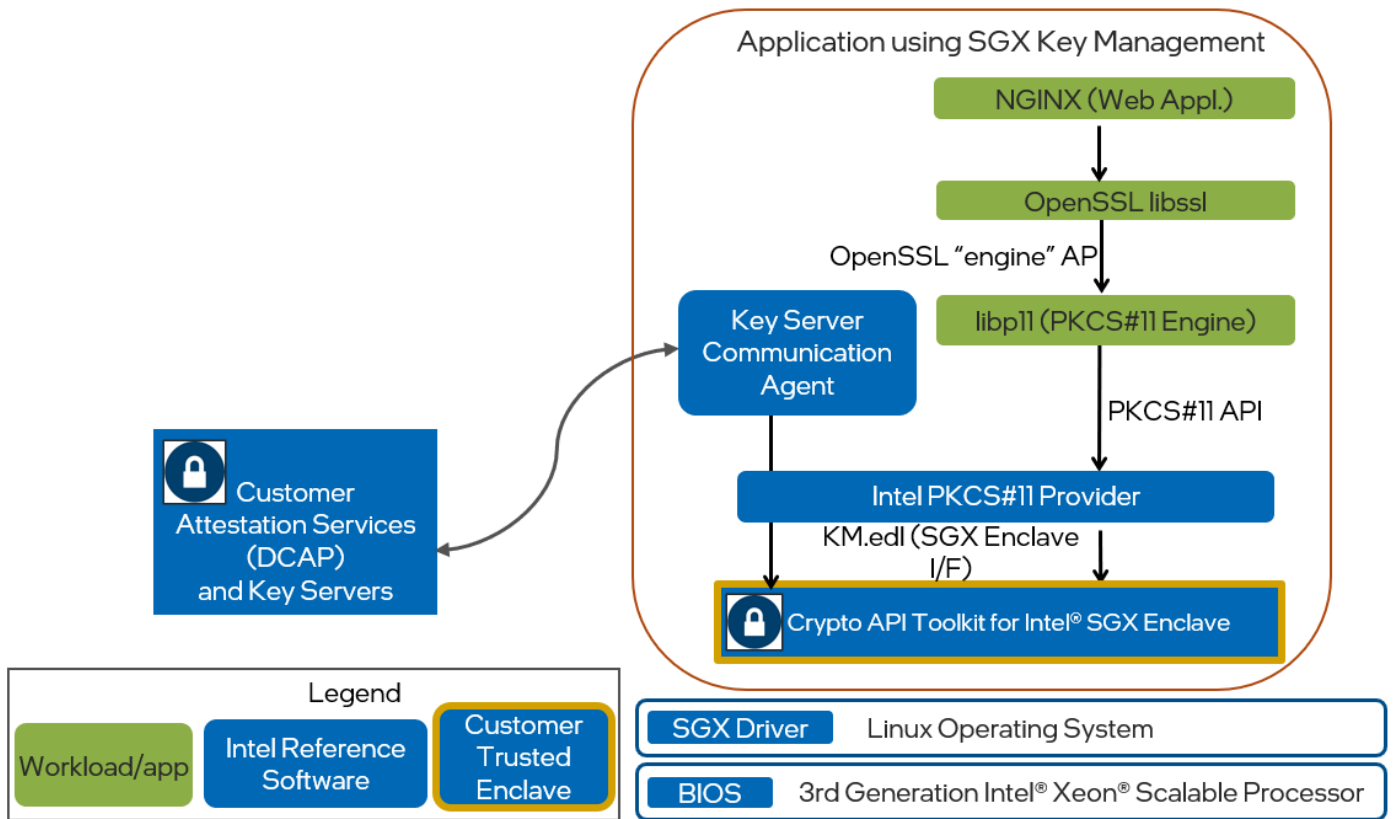 Application using SGX Key Management
NGINX (Web Appl.)
OpenSSL libssl
OpenSSL “engine” AP
libp11 (PKCS#11 Engine)
Key Server
Communication
Agent
PKCS#11 API
Customer
Attestation Services
(DCAP)
and Key Servers
Intel PKCS#11 Provider
KM.edl (SGX Enclave
I/F)
Crypto API Toolkit for Intel® SGX Enclave
Legend
Workload/app
Intel Reference
Software
Customer
Trusted
Enclave
SGX Driver
Linux Operating System
BIOS
3rd Generation Intel® Xeon® Scalable Processor